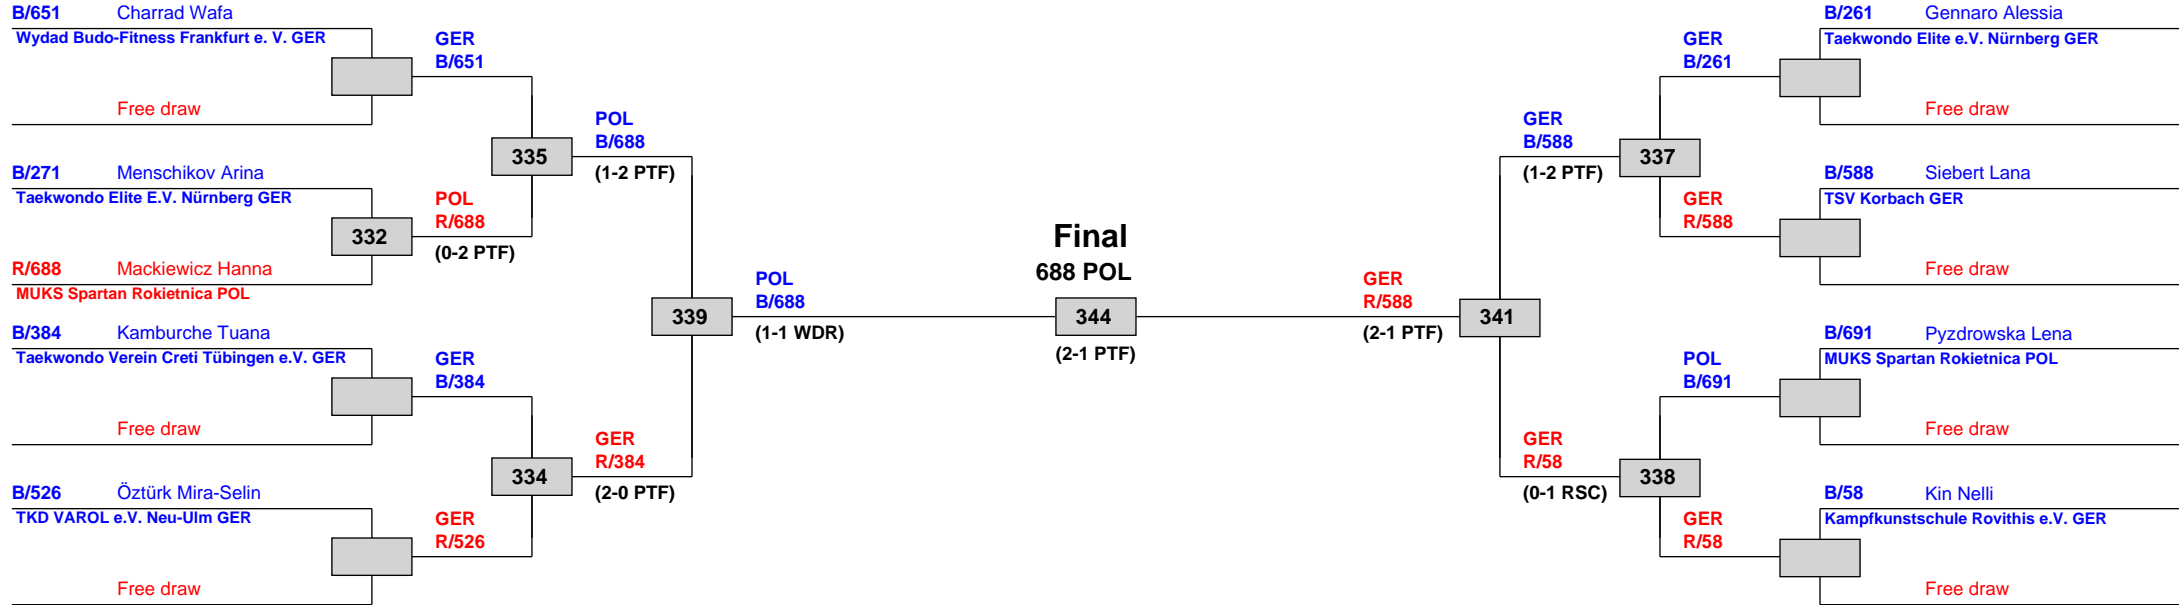 B/651 Charrad Wafa
Wydad Budo-Fitness Frankfurt e. V. GER
Free draw
B/271 Menschikov Arina
Taekwondo Elite E.V. Nürnberg GER
332
R/688 Mackiewicz Hanna
MUKS Spartan Rokietnica POL
B/384 Kamburche Tuana
Taekwondo Verein Creti Tübingen e.V. GER
Free draw
B/526 Öztürk Mira-Selin
TKD VAROL e.V. Neu-Ulm GER
Free draw
GER
B/651
335
POL
R/688
(0-2 PTF)
GER
B/384
334
GER
R/526
POL
B/688
(1-2 PTF)
339
GER
R/384
(2-0 PTF)
POL
B/688
(1-1 WDR)
Final
688 POL
344
(2-1 PTF)
GER
R/588
(2-1 PTF)
341
GER
B/588
(1-2 PTF)
337
GER
R/58
(0-1 RSC)
338
GER
B/261
GER
R/588
POL
B/691
GER
R/58
B/261 Gennaro Alessia
Taekwondo Elite e.V. Nürnberg GER
Free draw
B/588 Siebert Lana
TSV Korbach GER
Free draw
B/691 Pyzdrowska Lena
MUKS Spartan Rokietnica POL
Free draw
B/58 Kin Nelli
Kampfkunstschule Rovithis e.V. GER
Free draw